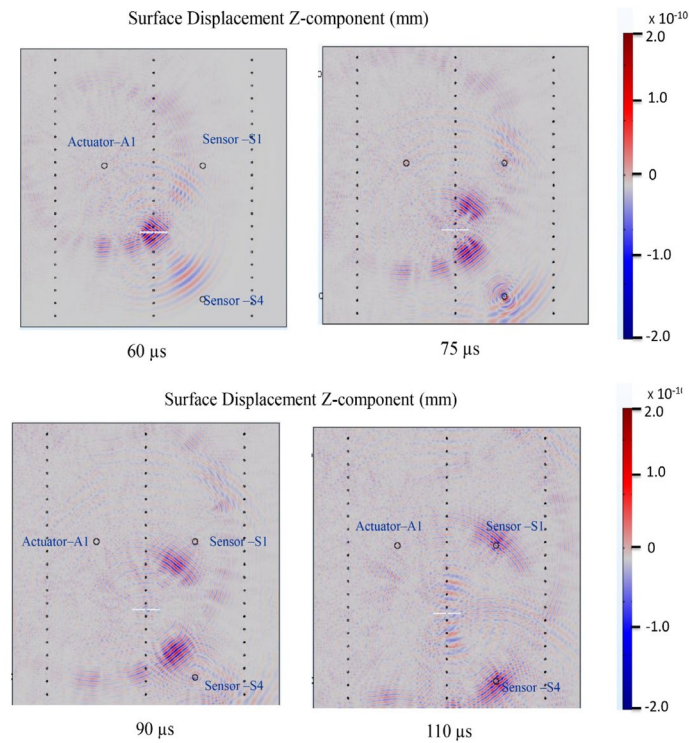 Surface Displacement Z-component (mm)
x 10-10
2.0
1.0
0
-1.0
-2.0
Actuator–A1
Sensor –S1
Sensor –S4
60 µs
75 µs
Surface Displacement Z-component (mm)
x 10-1
2.0
1.0
0
-1.0
-2.0
Actuator–A1
Sensor –S1
Sensor –S4
Actuator–A1
Sensor –S1
Sensor –S4
90 µs
110 µs